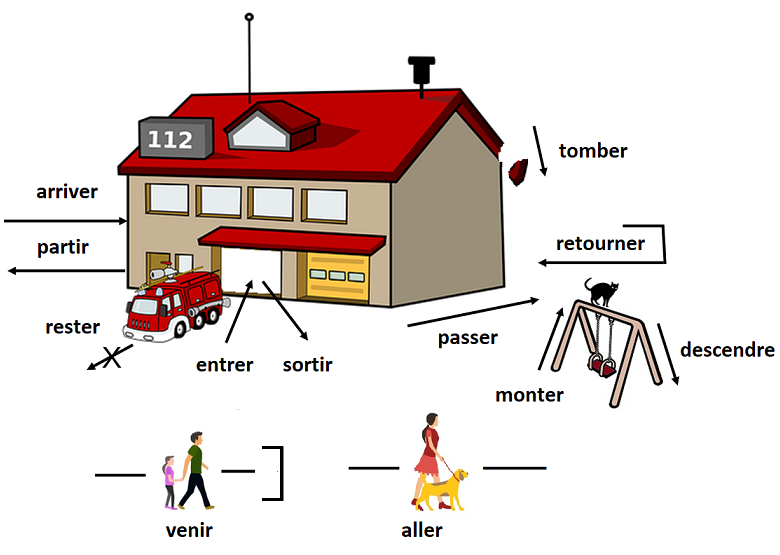 112
tomber
arriver
partir
retourner
rester
entrer
sortir
passer
monter
descendre
venir
aller